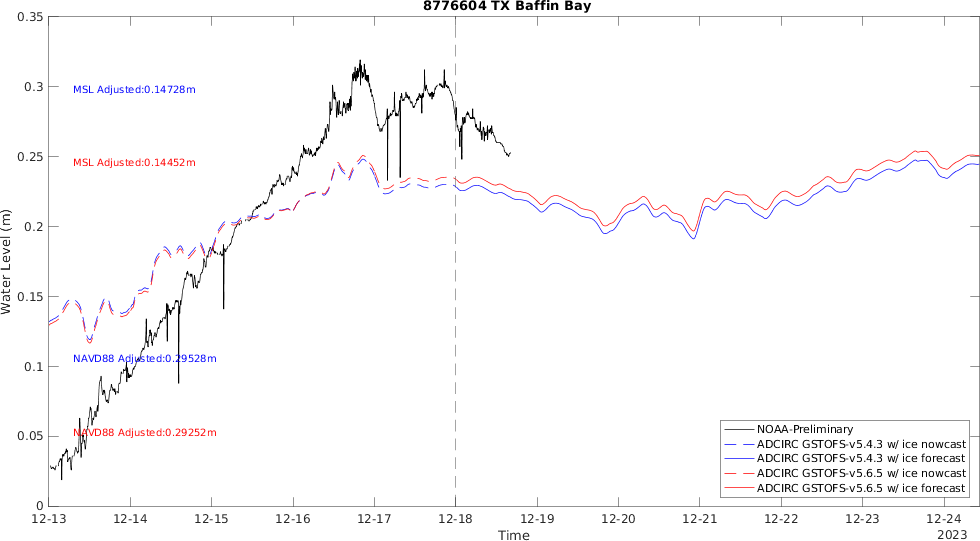 8776604 TX Baffin Bay
0.35
0.3
0.25
0.2
0.15
0.1
0.05
0
Water Level (m)
MSL Adjusted:0.14728m
MSL Adjusted:0.14452m
NAVD88 Adjusted:0.29528m
NAVD88 Adjusted:0.29252m
NOAA-Preliminary
ADCIRC GSTOFS-v5.4.3 w/ ice nowcast
ADCIRC GSTOFS-v5.4.3 w/ ice forecast
ADCIRC GSTOFS-v5.6.5 w/ ice nowcast
ADCIRC GSTOFS-v5.6.5 w/ ice forecast
12-13 12-14 12-15 12-16 12-17 12-18 12-19 12-20 12-21 12-22 12-23 12-24
Time
2023